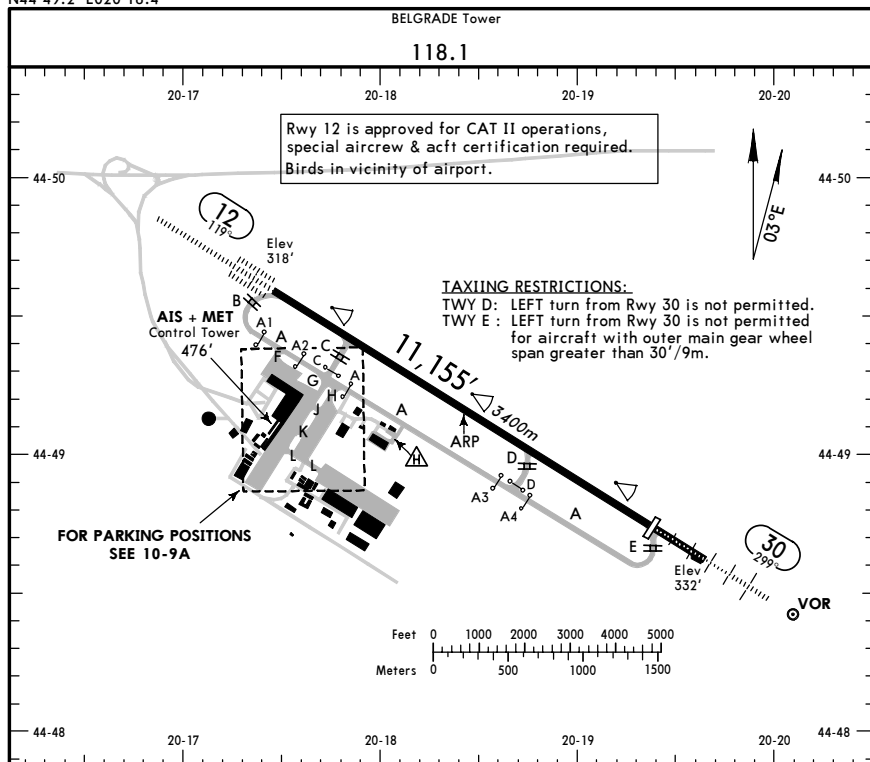 N44 49.2 E020 18.4
BELGRADE Tower
118.1
20-17
20-18
20-19
20-20
Rwy 12 is approved for CAT II operations,
special aircrew & acft certification required.
Birds in vicinity of airport.
44-50
44-50
03°E
12
119°
Elev
318'
TAXIING RESTRICTIONS:
TWY D: LEFT turn from Rwy 30 is not permitted.
TWY E : LEFT turn from Rwy 30 is not permitted
for aircraft with outer main gear wheel
span greater than 30'/9m.
AIS + MET
Control Tower
476'
B
A1
A
A2
C
F
C
G
A
H
J
11,155'
3400m
A
ARP
K
H
44-49
44-49
L
L
D
D
A3
A4
A
E
FOR PARKING POSITIONS
SEE 10-9A
30
299°
Elev
332'
VOR
Feet 0 1000 2000 3000 4000 5000
Meters 0 500 1000 1500
44-48
44-48
20-17
20-18
20-19
20-20